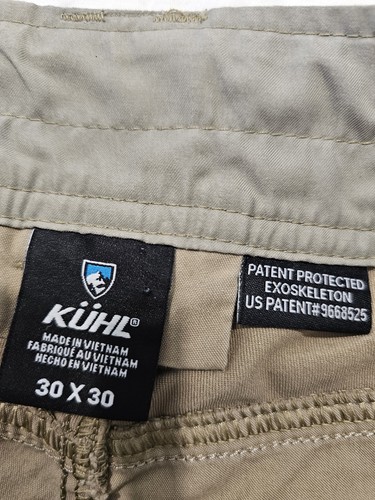 KÜHL®
MADE IN VIETNAM
FABRIQUÉ AU VIETNAM
HECHO EN VIETNAM
30 X 30
PATENT PROTECTED
EXOSKELETON
US PATENT#9668525